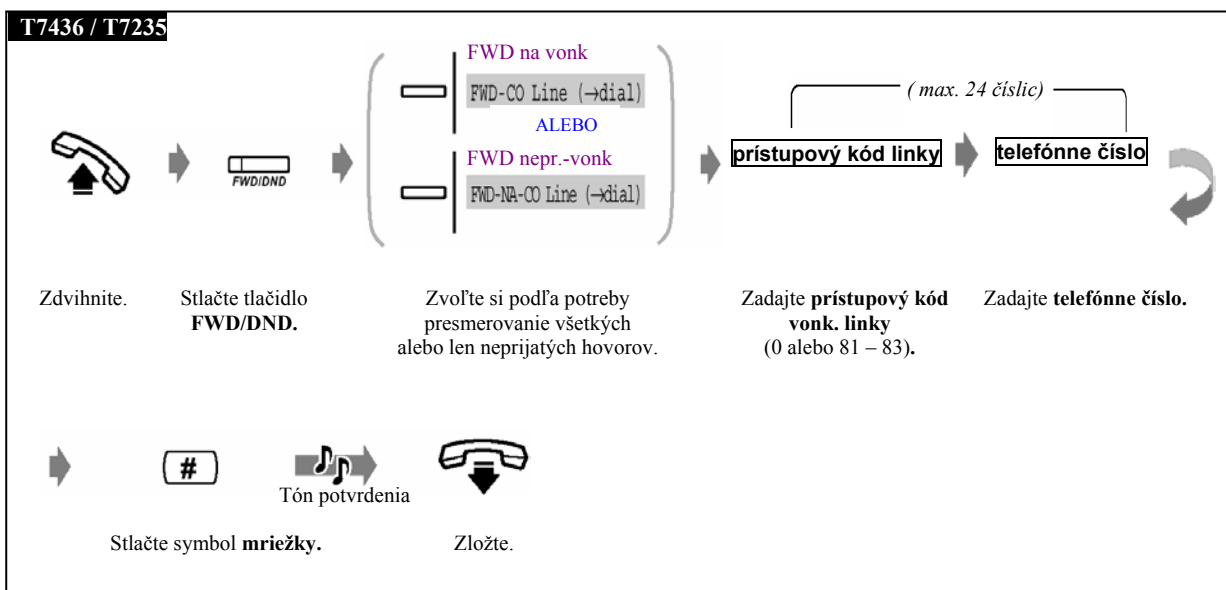 T7436 / T7235
FWD na vonk
FWD-CO Line (→dial)
ALEBO
FWD nepr.-vonk
FWD-NA-CO Line (→dial)
( max. 24 číslic)
prístupový kód linky
telefónne číslo
FWD/DND
Zdvihnite.
Stlačte tlačidlo
FWD/DND.
Zvoľte si podľa potreby
presmerovanie všetkých
alebo len neprijatých hovorov.
Zadajte prístupový kód
vonk. linky
(0 alebo 81 – 83).
Zadajte telefónne číslo.
#
Tón potvrdenia
Stlačte symbol mriežky.
Zložte.